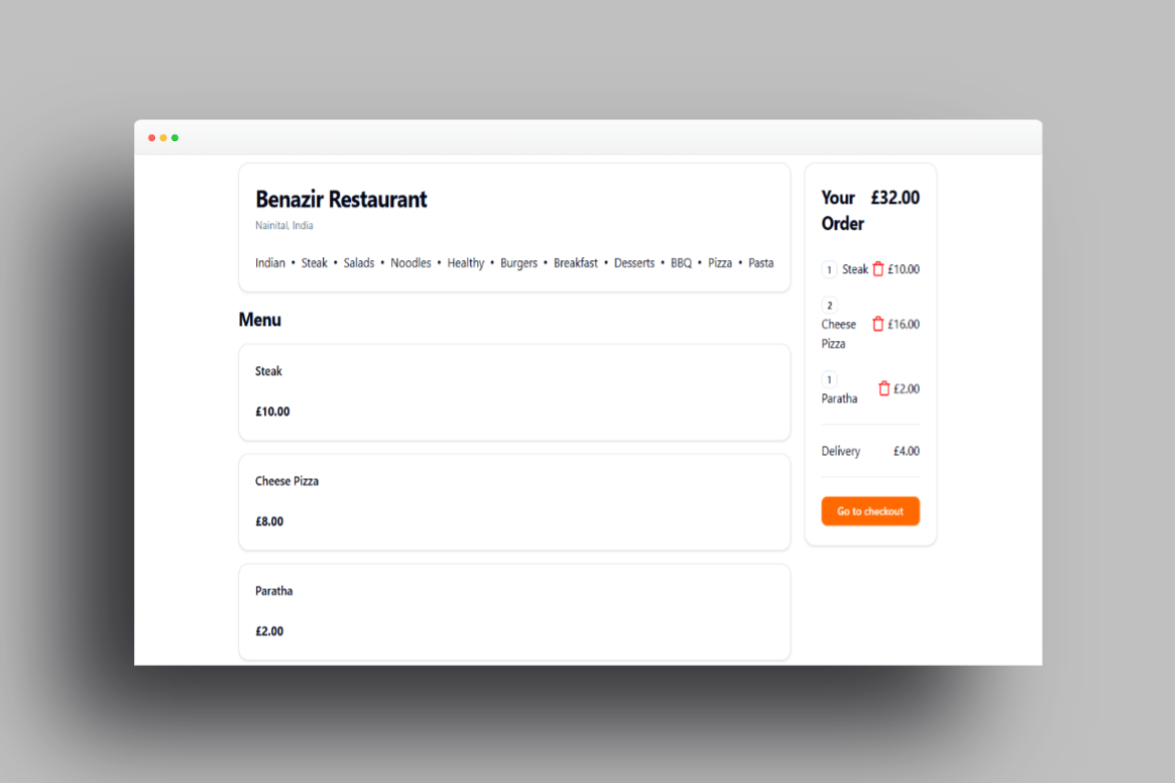 Benazir Restaurant
Nainital, India
Indian • Steak • Salads • Noodles • Healthy • Burgers • Breakfast • Desserts • BBQ • Pizza • Pasta
Menu
Steak
£10.00
Cheese Pizza
£8.00
Paratha
£2.00
Your £32.00
Order
1 Steak £10.00
2
Cheese £16.00
Pizza
1
£2.00
Paratha
Delivery £4.00
Go to checkout